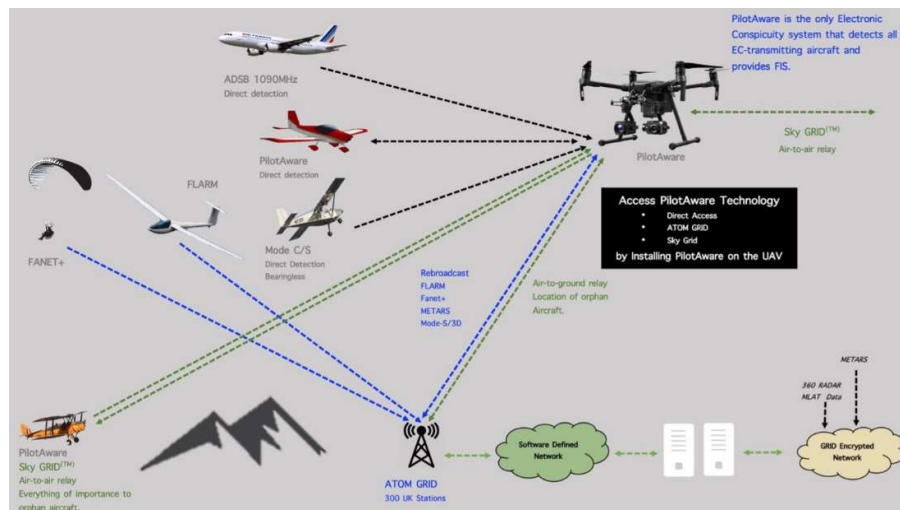 PilotAware is the only Electronic
Conspicuity system that detects all
EC-transmitting aircraft and
provides FIS.
ADSB 1090MHz
Direct detection
Sky GRID(TM)
Air-to-air relay
PilotAware
PilotAware
Direct detection
FLARM
Access PilotAware Technology
• Direct Access
• ATOM GRID
• Sky Grid
by Installing PilotAware on the UAV
Mode C/S
Direct Detection
Bearingless
FANET+
Rebroadcast
FLARM
Fanet+
METARS
Mode-S/3D
Air-to-ground relay
Location of orphan
Aircraft.
METARS
360 RADAR
MLAT Data
PilotAware
Sky GRID(TM)
Air-to-air relay
Everything of importance to
orphan aircraft.
Software Defined
Network
GRID Encrypted
Network
ATOM GRID
300 UK Stations